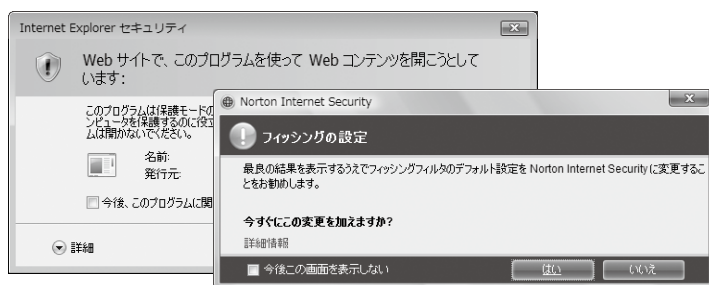 Internet Explorer セキュリティ
Web サイトで、このプログラムを使って Web コンテンツを開こうとして
います:
このプログラムは保護モードの
ンピュータを保護するのに役立
ムは開かないでください。
名前:
発行元:
今後、このプログラムに関
詳細
Norton Internet Security
フィッシングの設定
最良の結果を表示するうえでフィッシングフィルタのデフォルト設定を Norton Internet Security に変更するこ
とをお勧めします。
今すぐにこの変更を加えますか?
詳細情報
今後この画面を表示しない
はい
いいえ